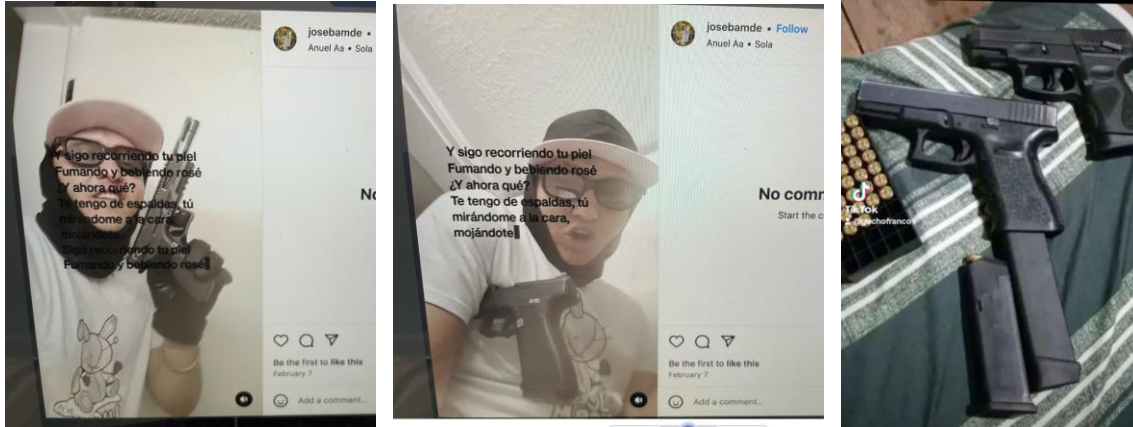 josebamde •
Anuel Aa • Sola
Y sigo recorriendo tu piel
Fumando y bebiendo rosé
¿Y ahora qué?
Te tengo de espaldas, tú
mirándome a la cara,
mojándote
Sigo recorriendo tu piel
Fumando y bebiendo rosé
No
Be the first to like this
February 7
Add a comment...
josebamde • Follow
Anuel Aa • Sola
Y sigo recorriendo tu piel
Fumando y bebiendo rosé
¿Y ahora qué?
Te tengo de espaldas, tú
mirándome a la cara,
mojándote
No comm
Start the c
Be the first to like this
February 7
Add a comment...
TikTok